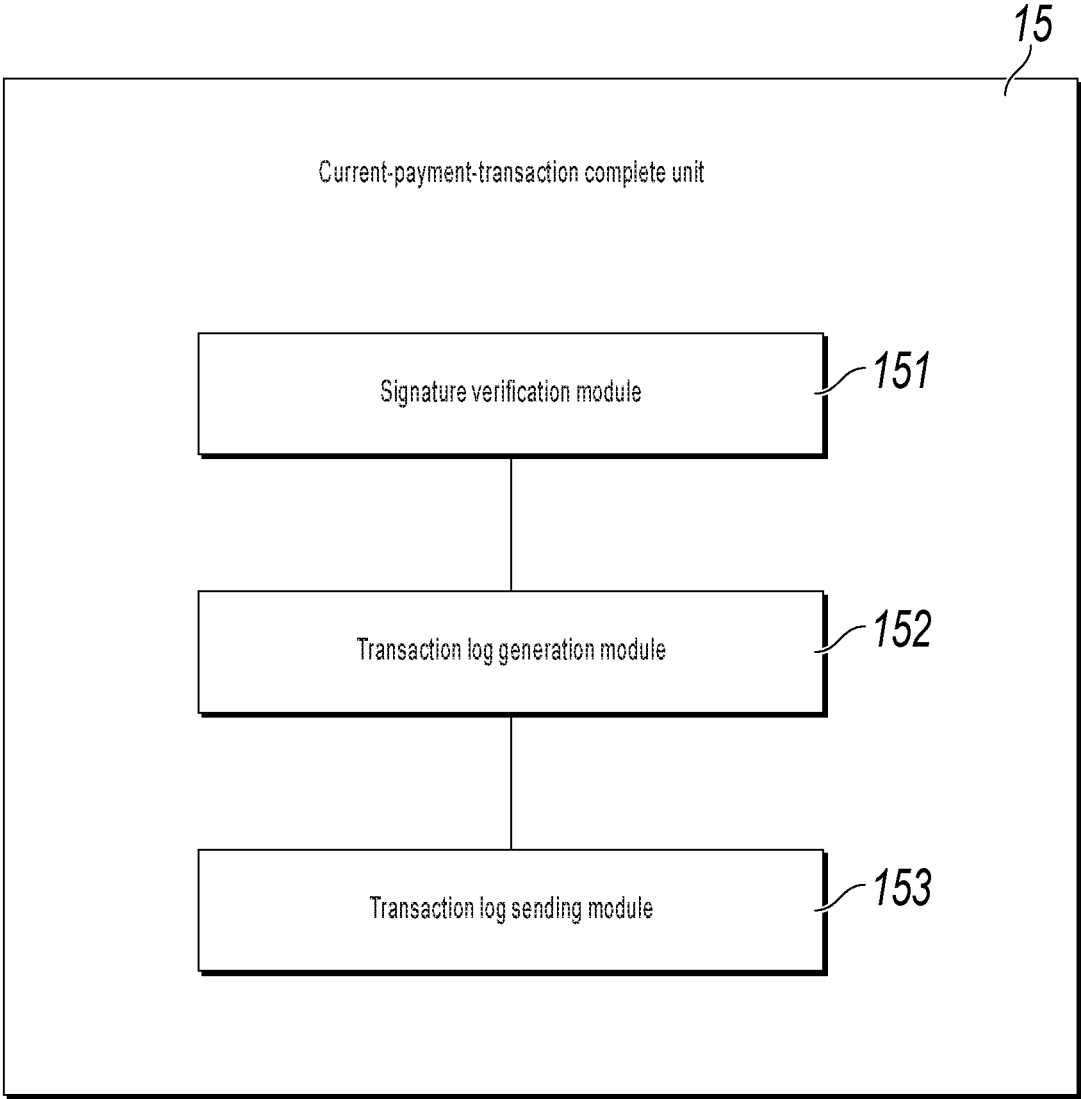 15
Current-payment-transaction complete unit
Signature verification module
151
Transaction log generation module
152
Transaction log sending module
153